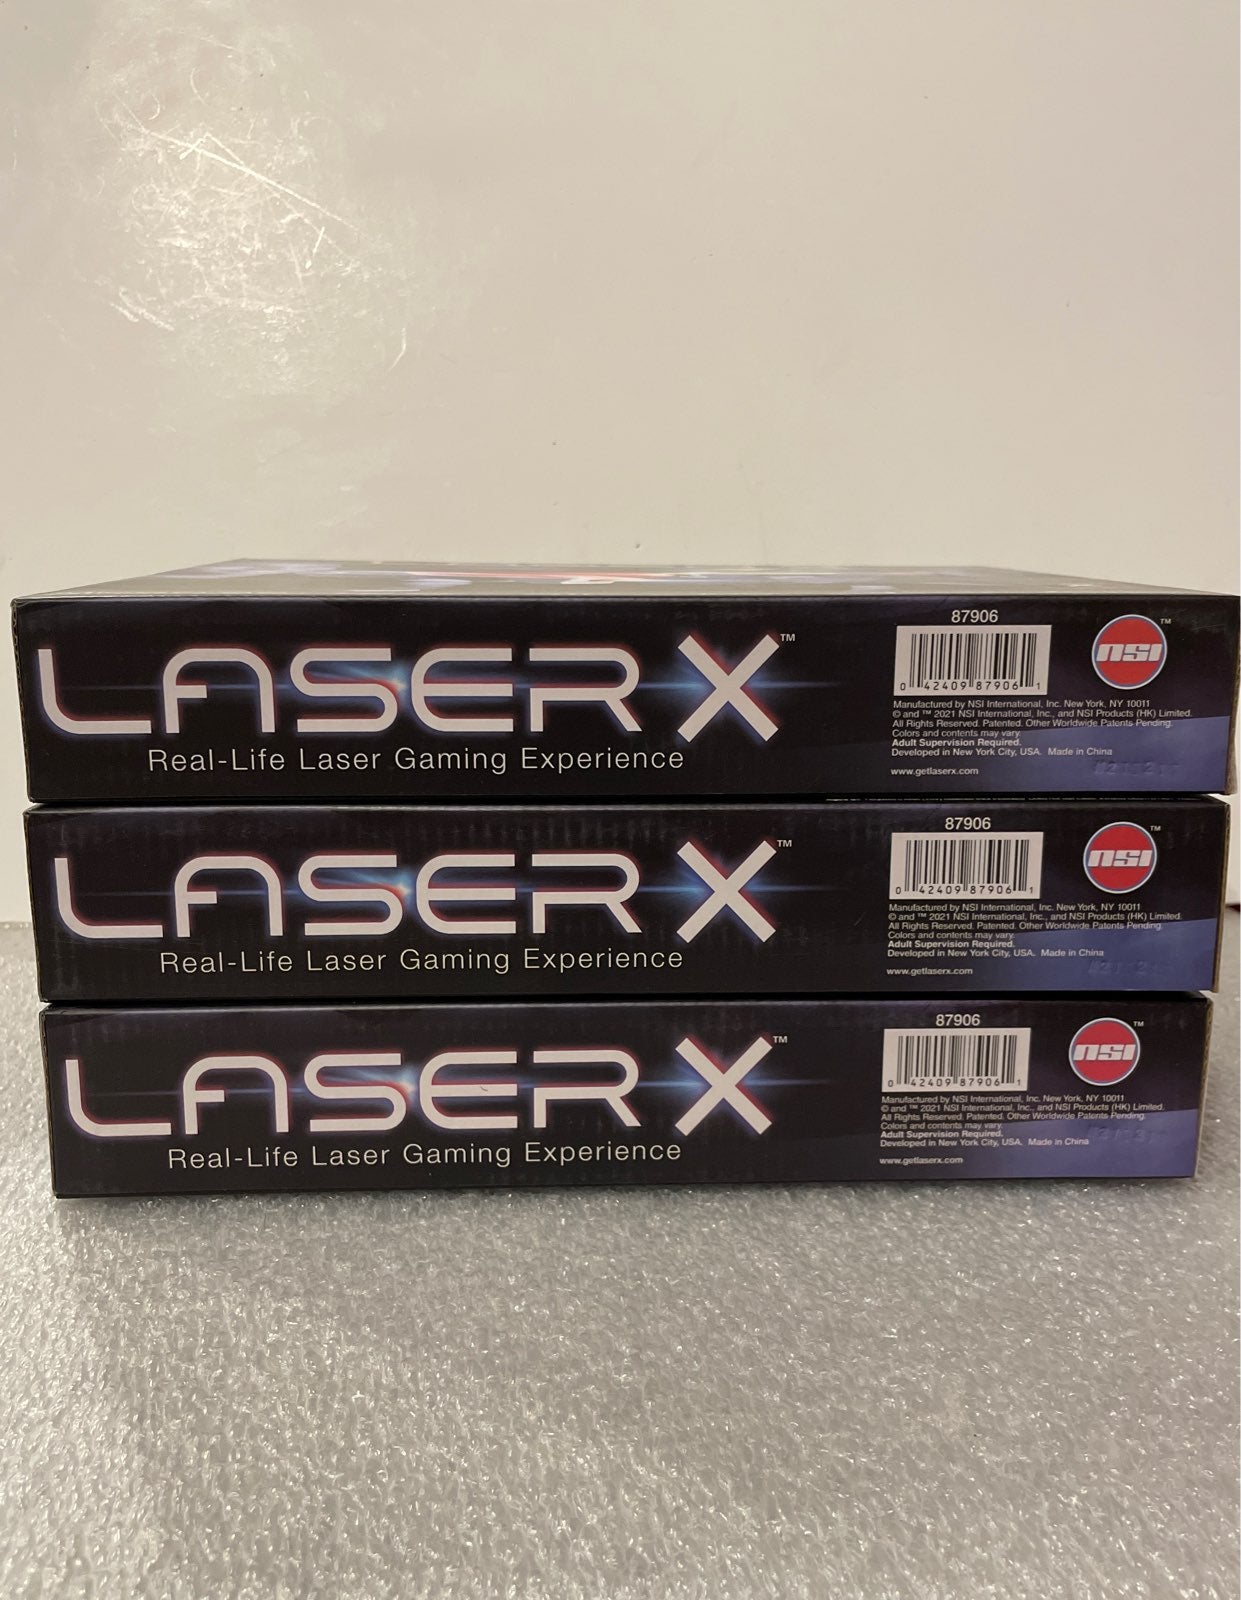 LASER X™
Real-Life Laser Gaming Experience
87906
0 42409 87906 1
nsi™
Manufactured by NSI International, Inc. New York, NY 10011
© and ™ 2021 NSI International, Inc., and NSI Products (HK) Limited.
All Rights Reserved. Patented. Other Worldwide Patents Pending.
Colors and contents may vary.
Adult Supervision Required.
Developed in New York City, USA. Made in China
www.getlaserx.com
LASER X™
Real-Life Laser Gaming Experience
87906
0 42409 87906 1
nsi™
Manufactured by NSI International, Inc. New York, NY 10011
© and ™ 2021 NSI International, Inc., and NSI Products (HK) Limited.
All Rights Reserved. Patented. Other Worldwide Patents Pending.
Colors and contents may vary.
Adult Supervision Required.
Developed in New York City, USA. Made in China
www.getlaserx.com
LASER X™
Real-Life Laser Gaming Experience
87906
0 42409 87906 1
nsi™
Manufactured by NSI International, Inc. New York, NY 10011
© and ™ 2021 NSI International, Inc., and NSI Products (HK) Limited.
All Rights Reserved. Patented. Other Worldwide Patents Pending.
Colors and contents may vary.
Adult Supervision Required.
Developed in New York City, USA. Made in China
www.getlaserx.com